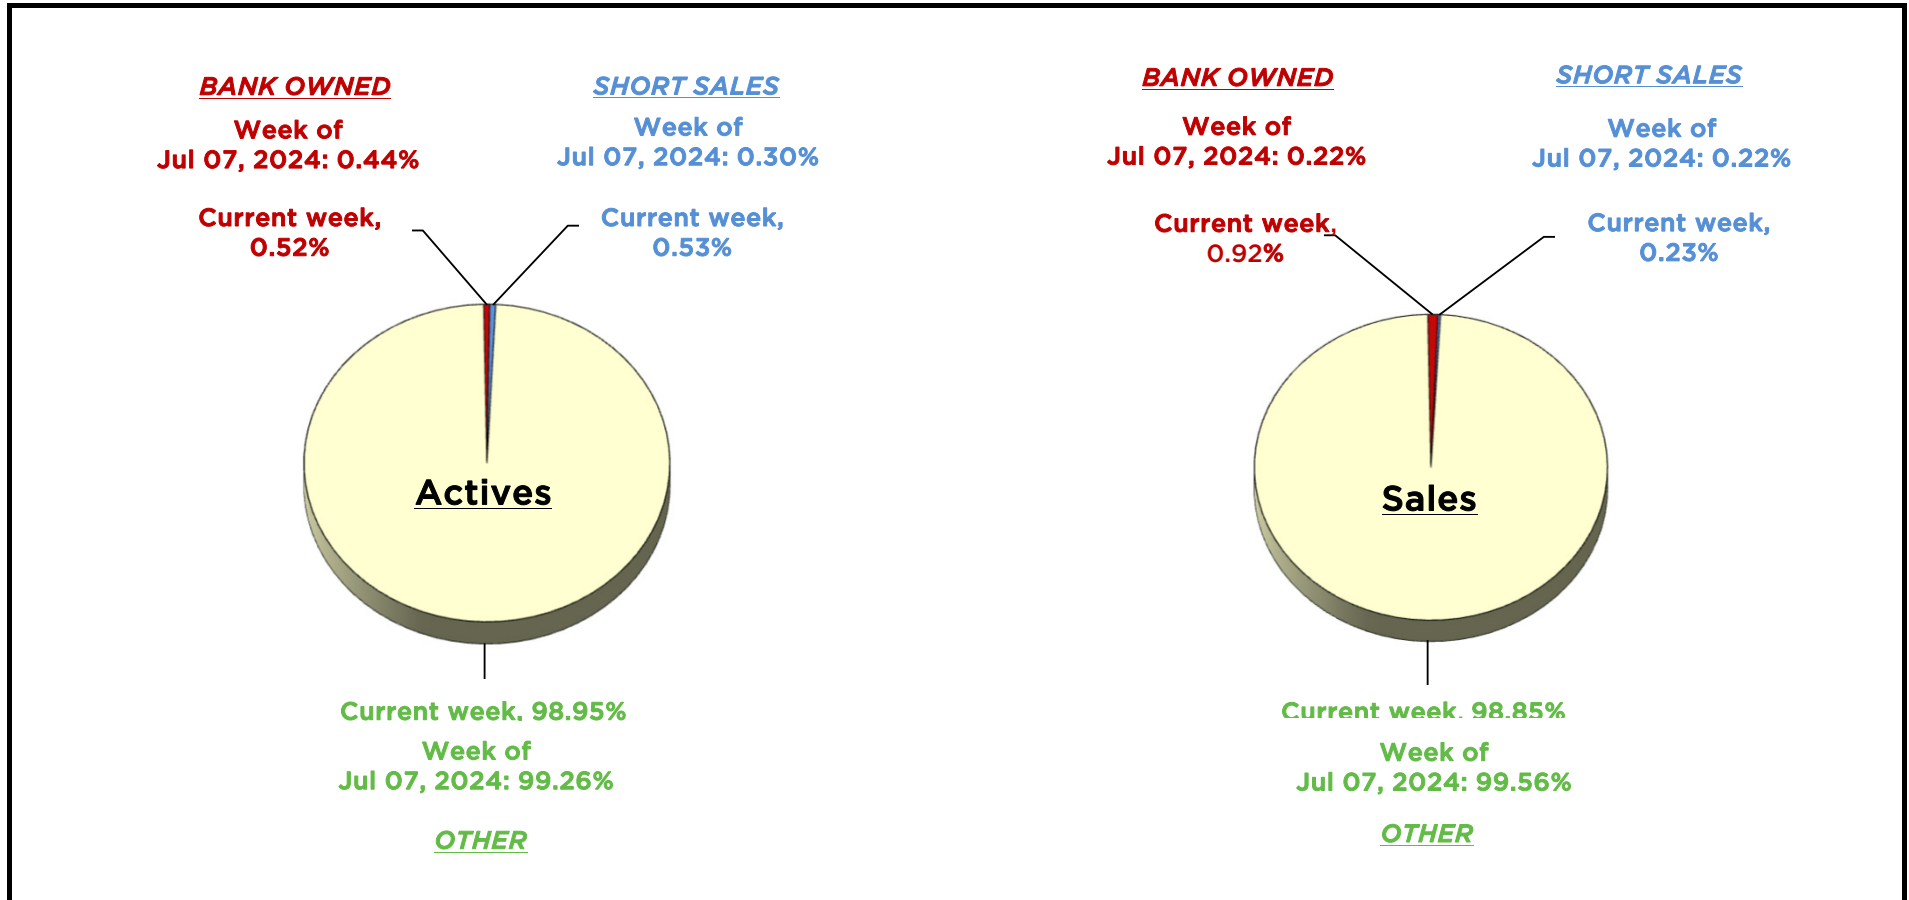 BANK OWNED
Week of
Jul 07, 2024: 0.44%
Current week,
0.52%
SHORT SALES
Week of
Jul 07, 2024: 0.30%
Current week,
0.53%
Actives
Current week, 98.95%
Week of
Jul 07, 2024: 99.26%
OTHER
BANK OWNED
Week of
Jul 07, 2024: 0.22%
Current week,
0.92%
SHORT SALES
Week of
Jul 07, 2024: 0.22%
Current week,
0.23%
Sales
Current week, 98.85%
Week of
Jul 07, 2024: 99.56%
OTHER